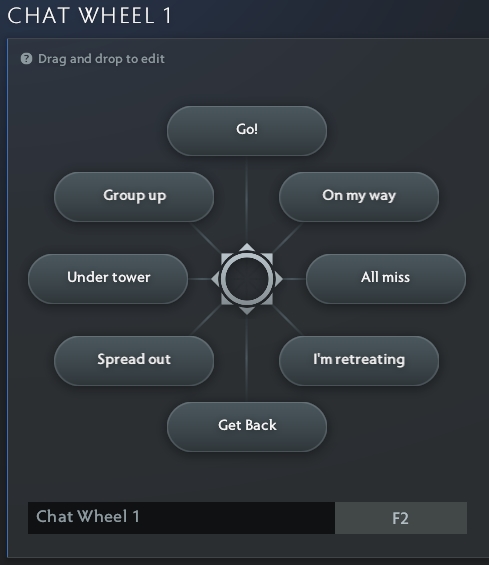 CHAT WHEEL 1
? Drag and drop to edit
Go!
Group up
On my way
Under tower
All miss
Spread out
I'm retreating
Get Back
Chat Wheel 1
F2